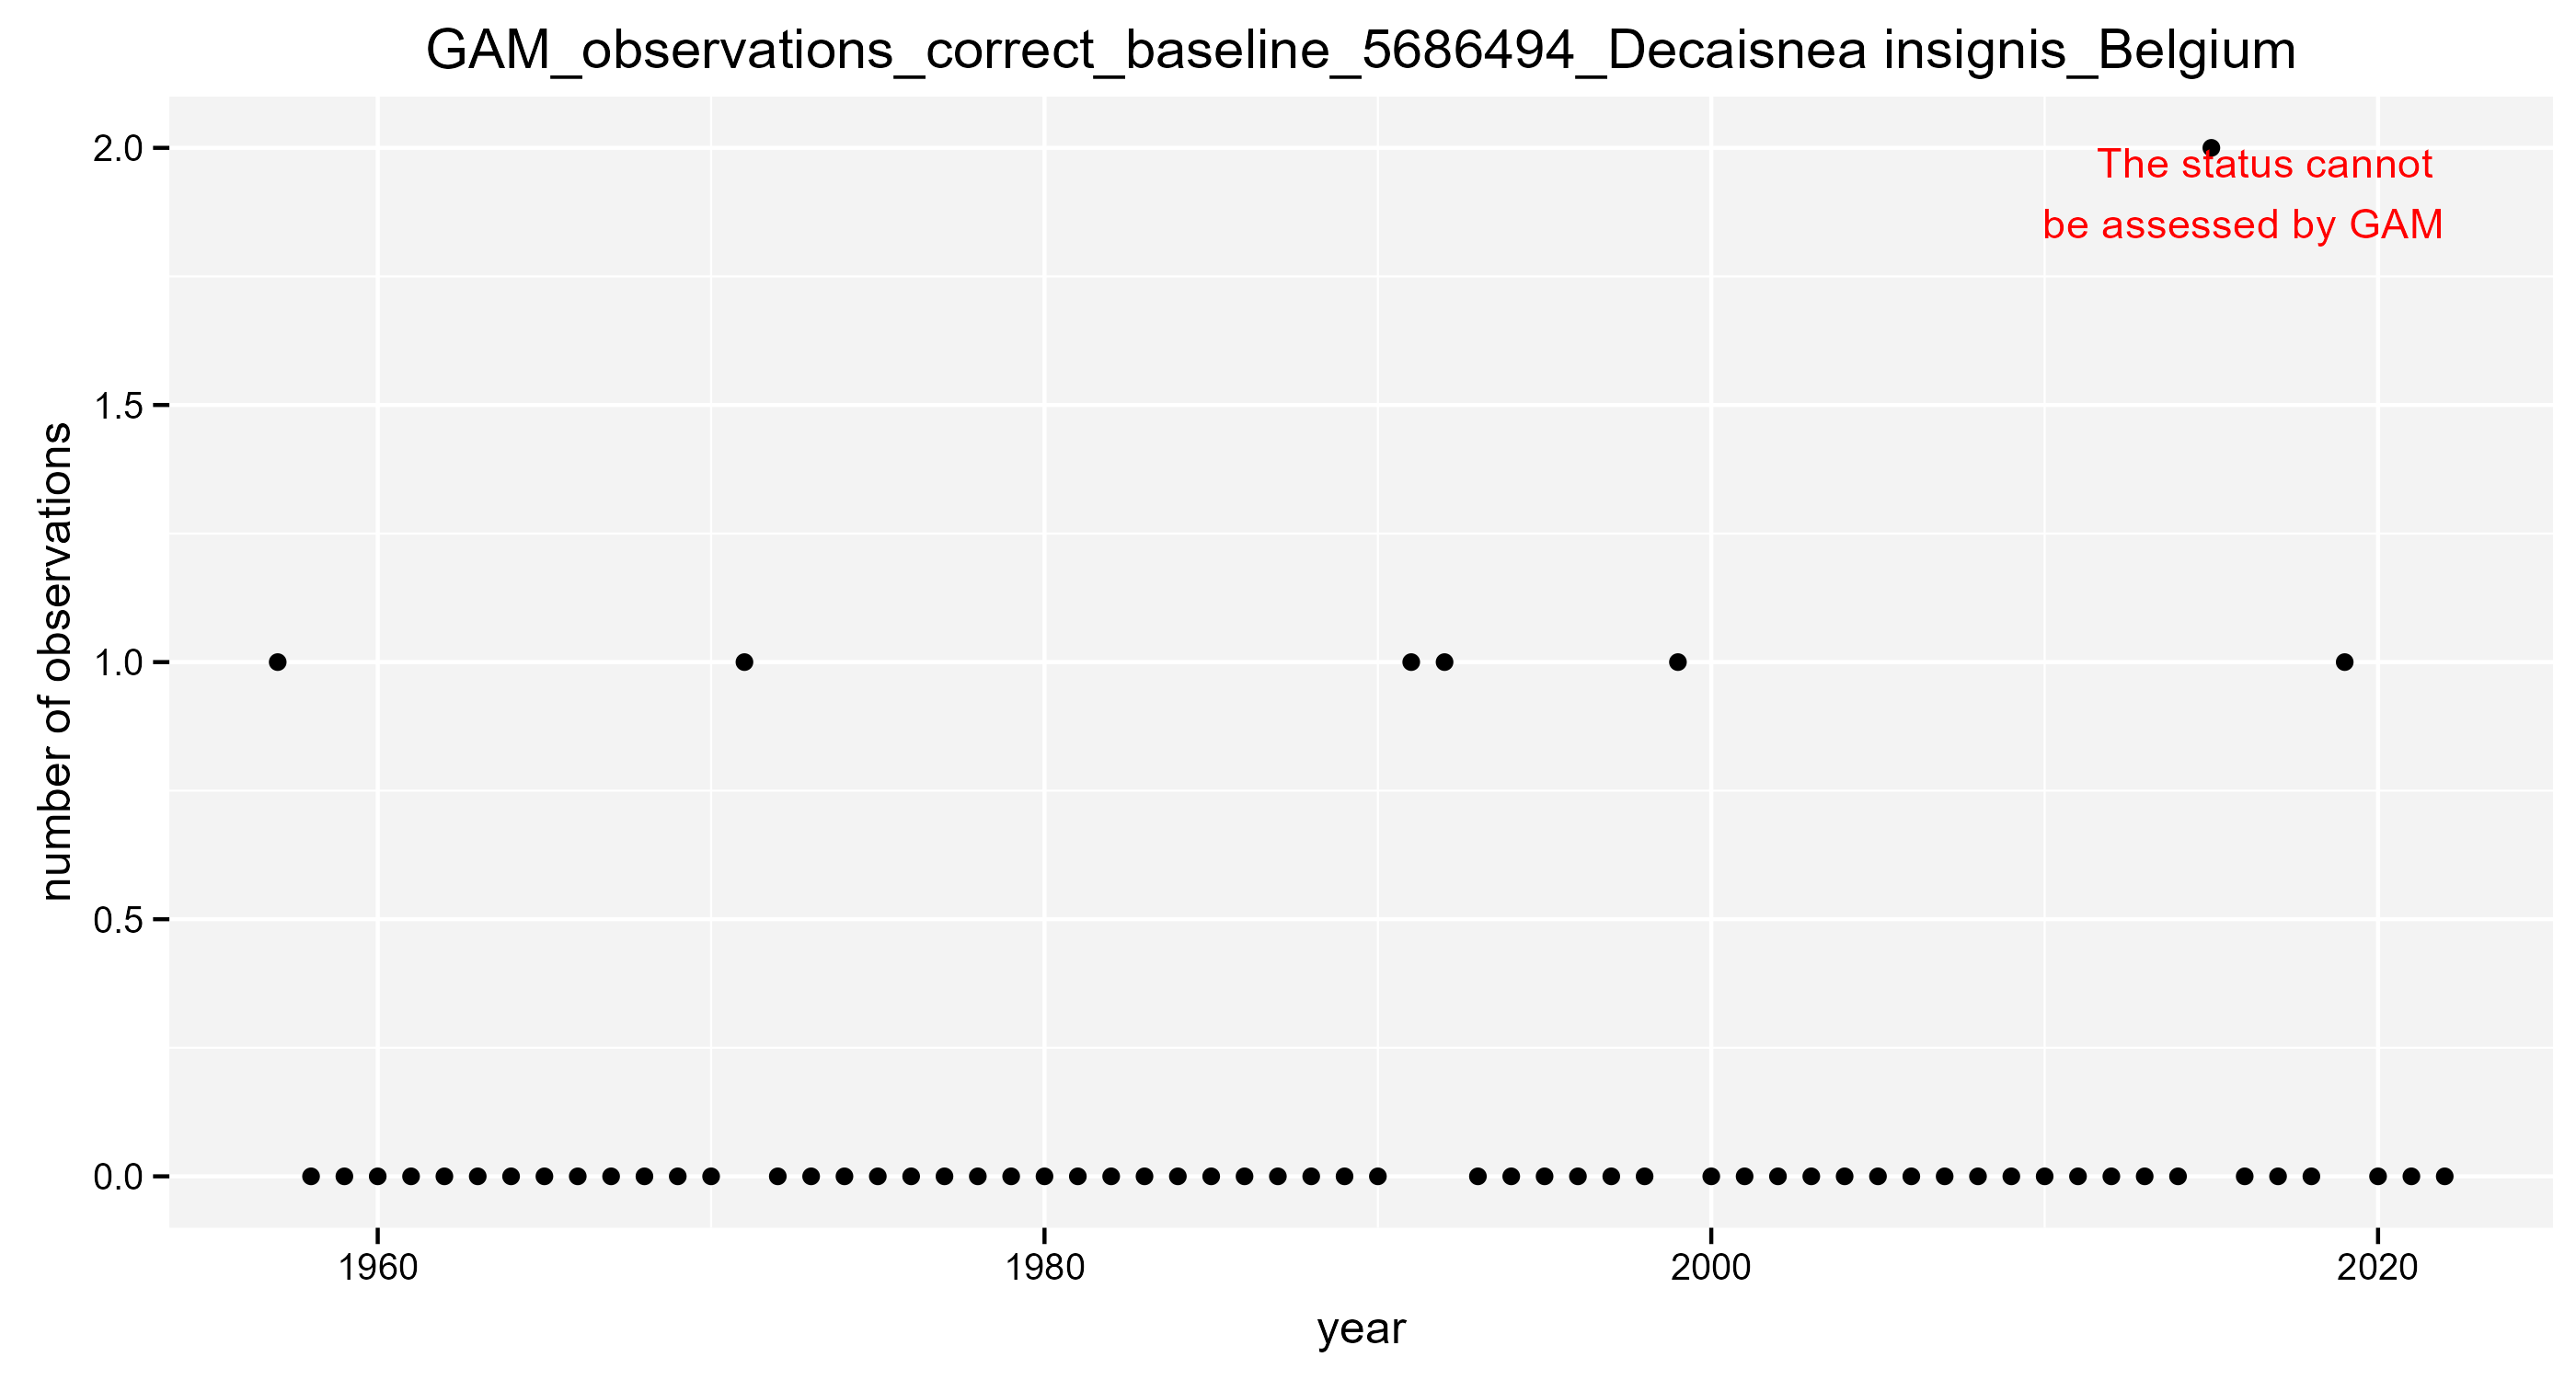 GAM_observations_correct_baseline_5686494_Decaisnea insignis_Belgium
2.0
The status cannot
be assessed by GAM
1.5
number of observations
1.0
0.5
0.0
1960
1980
2000
2020
year